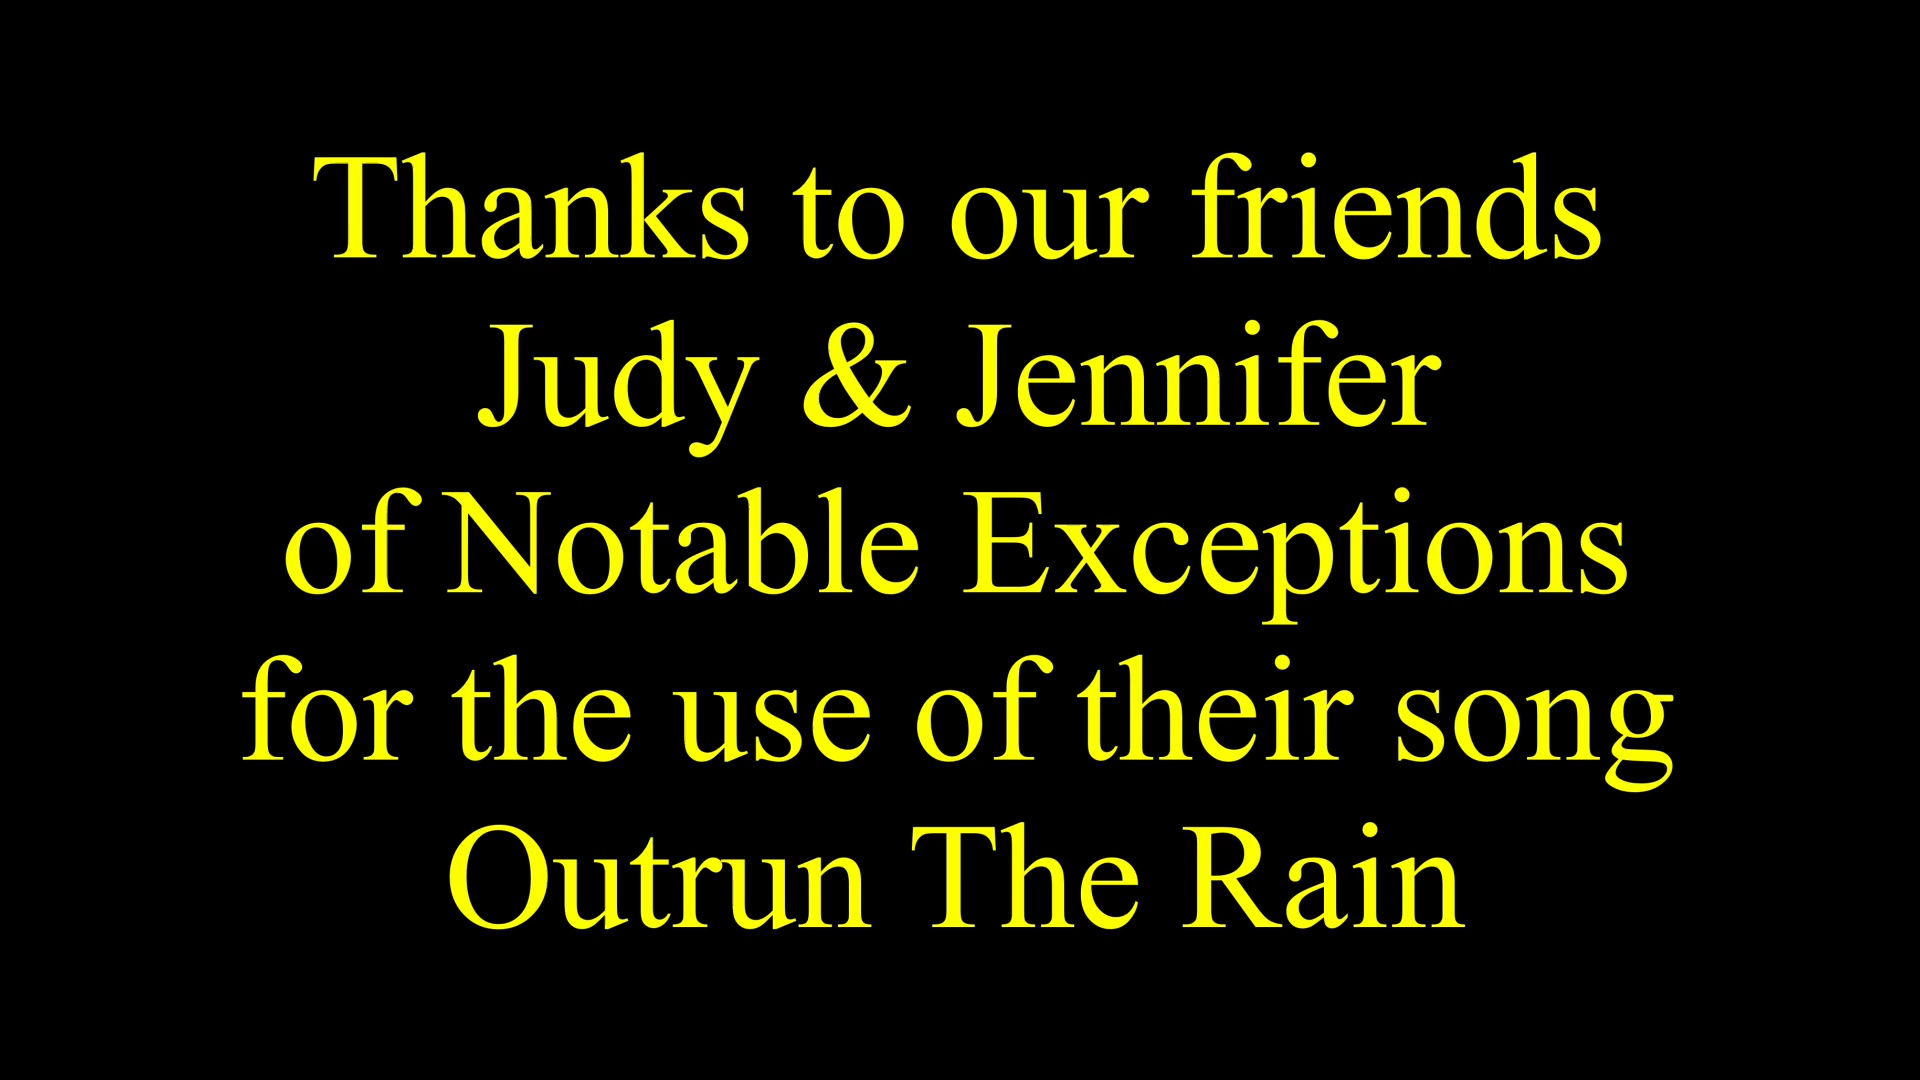 Thanks to our friends
Judy & Jennifer
of Notable Exceptions
for the use of their song
Outrun The Rain